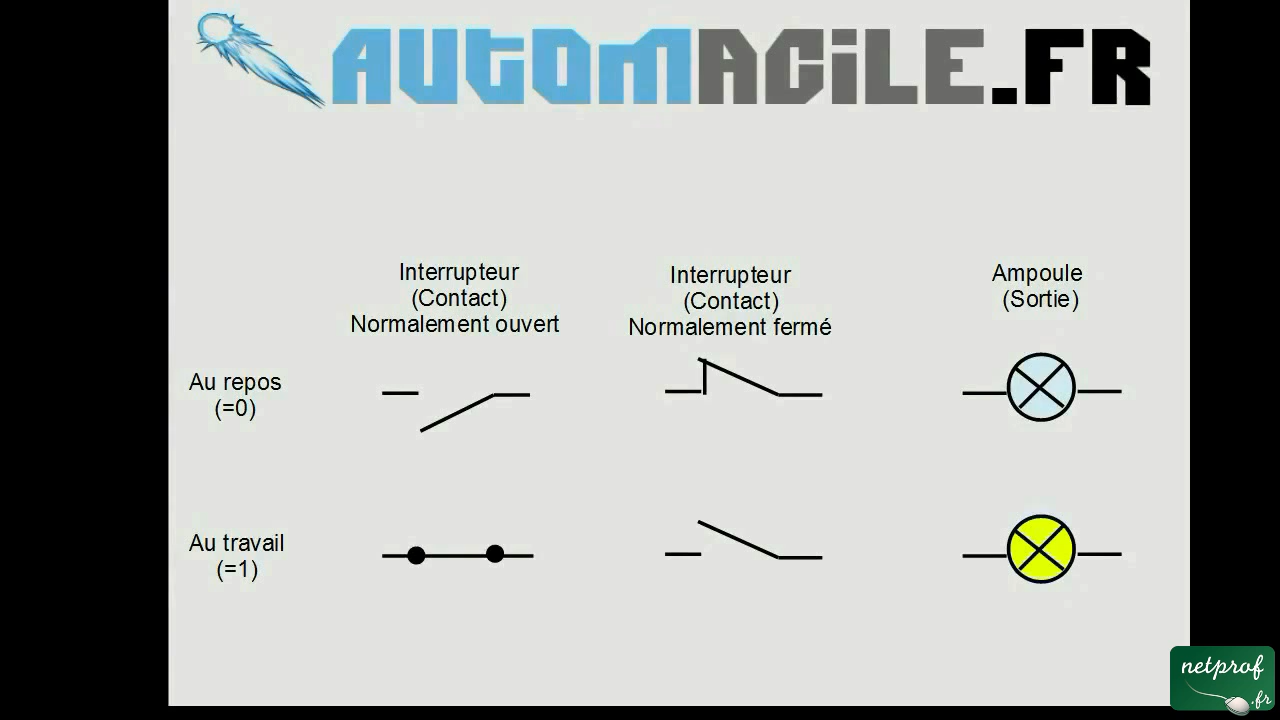 AUTOMAGILE.FR
Interrupteur
(Contact)
Normalement ouvert
Interrupteur
(Contact)
Normalement fermé
Ampoule
(Sortie)
Au repos
(=0)
Au travail
(=1)
netprof
.fr